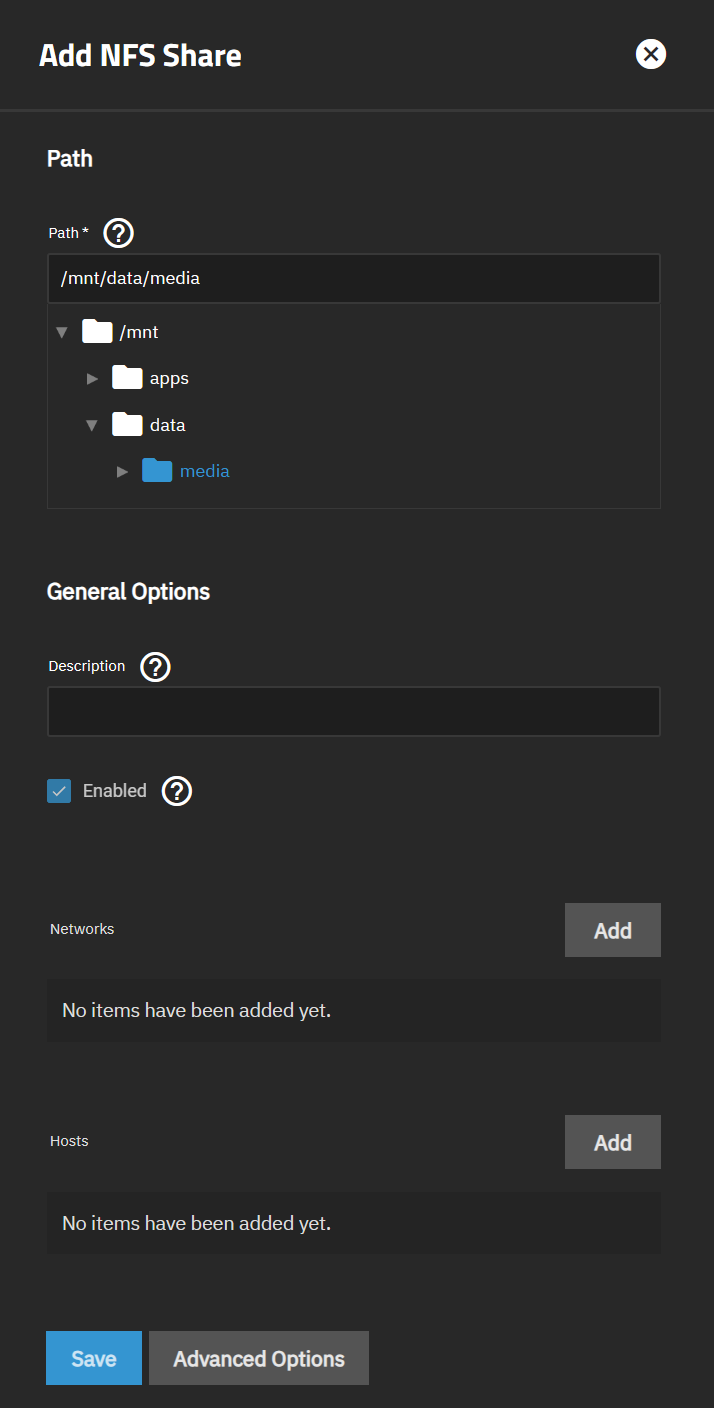 Add NFS Share
Path
Path *
/mnt/data/media
/mnt
apps
data
media
General Options
Description
Enabled
Networks
Add
No items have been added yet.
Hosts
Add
No items have been added yet.
Save
Advanced Options